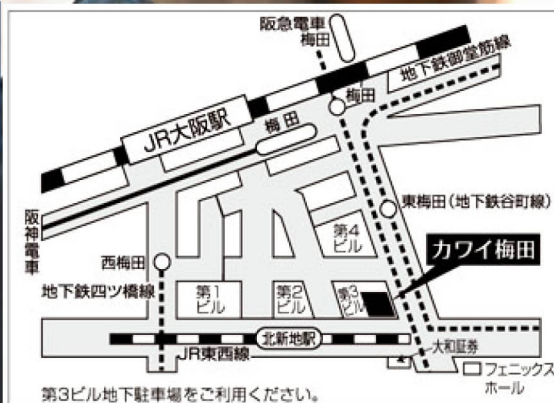 阪急電車
梅田
地下鉄御堂筋線
梅田
JR大阪駅
梅田
阪神電車
東梅田(地下鉄谷町線)
第4
ビル
カワイ梅田
西梅田
地下鉄四ツ橋線
第1
ビル
第2
ビル
第3
ビル
北新地駅
JR東西線
大和証券
フェニックス
ホール
第3ビル地下駐車場をご利用ください。